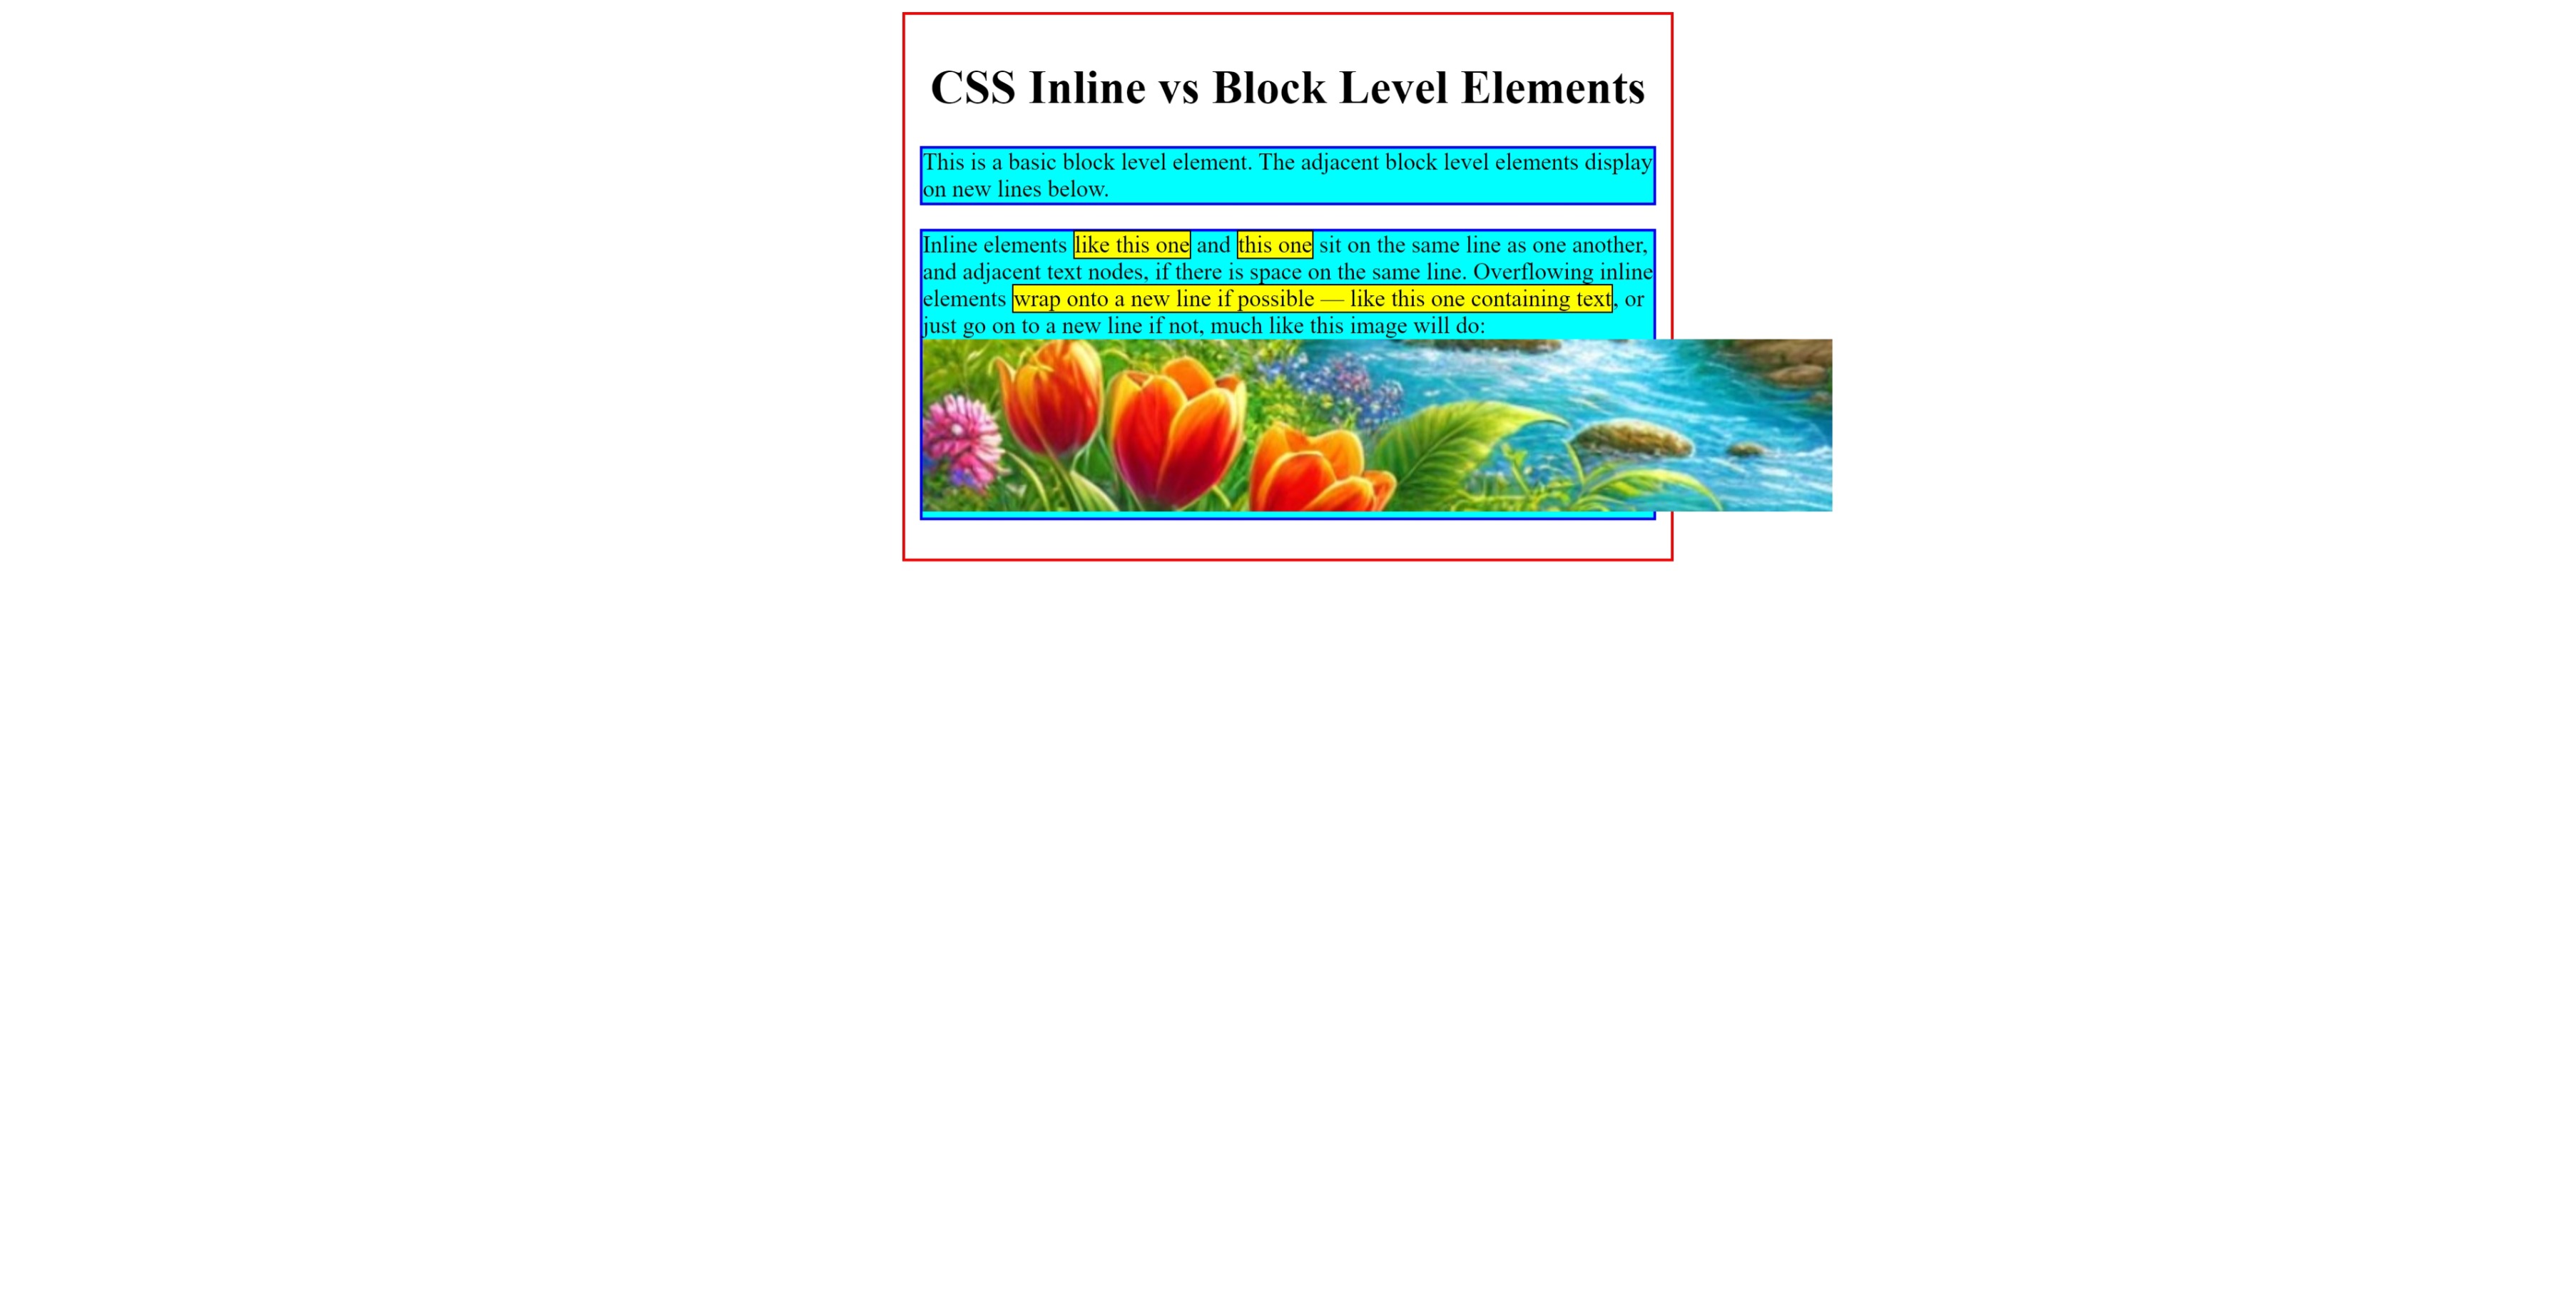 CSS Inline vs Block Level Elements
This is a basic block level element. The adjacent block level elements display
on new lines below.
Inline elements like this one and this one sit on the same line as one another,
and adjacent text nodes, if there is space on the same line. Overflowing inline
elements wrap onto a new line if possible — like this one containing text, or
just go on to a new line if not, much like this image will do: